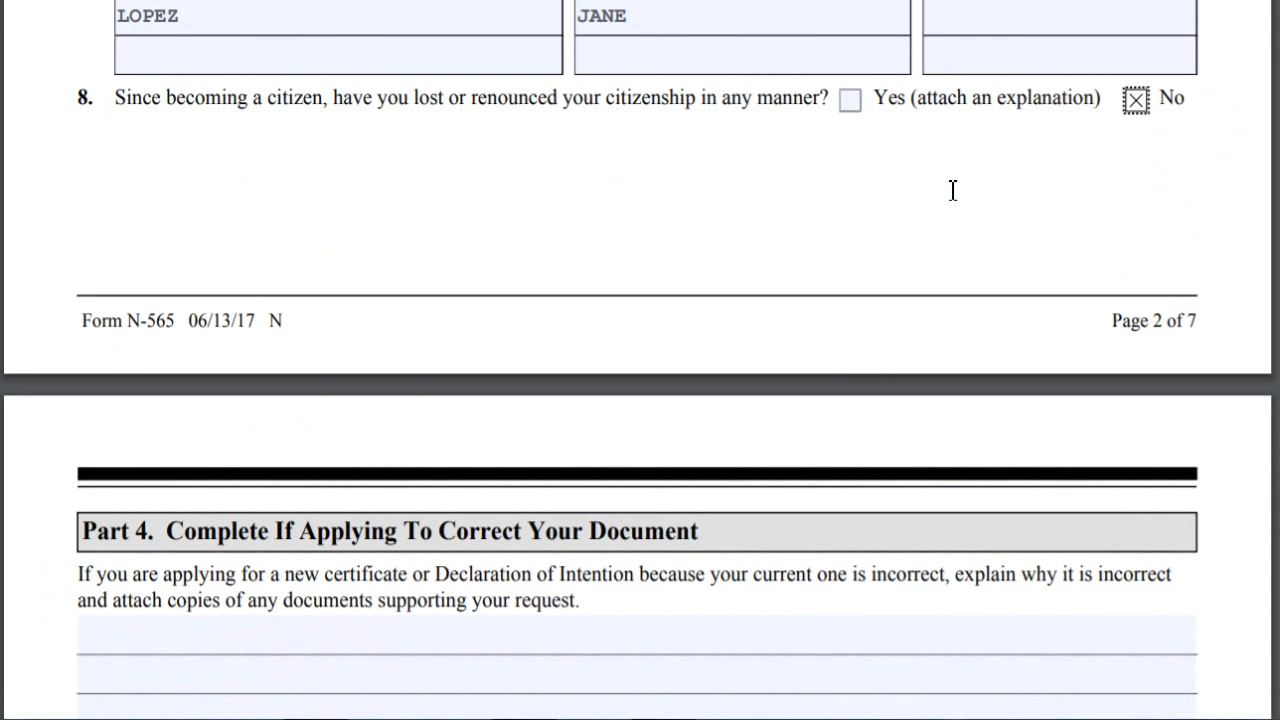 LOPEZ JANE
8. Since becoming a citizen, have you lost or renounced your citizenship in any manner? Yes (attach an explanation) No
Form N-565 06/13/17 N Page 2 of 7
Part 4. Complete If Applying To Correct Your Document
If you are applying for a new certificate or Declaration of Intention because your current one is incorrect, explain why it is incorrect
and attach copies of any documents supporting your request.